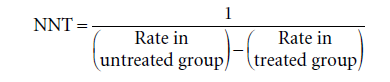 NNT = 1
(Rate in untreated group) − (Rate in treated group)